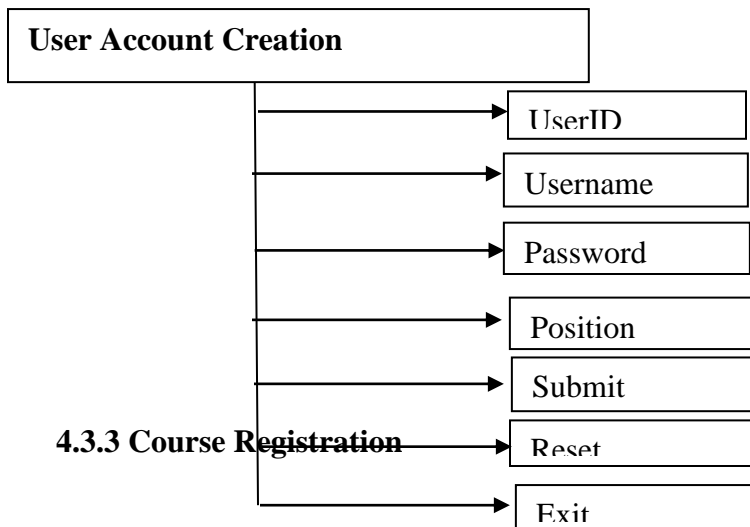 User Account Creation
UserID
Username
Password
Position
Submit
4.3.3 Course Registration
Reset
Exit